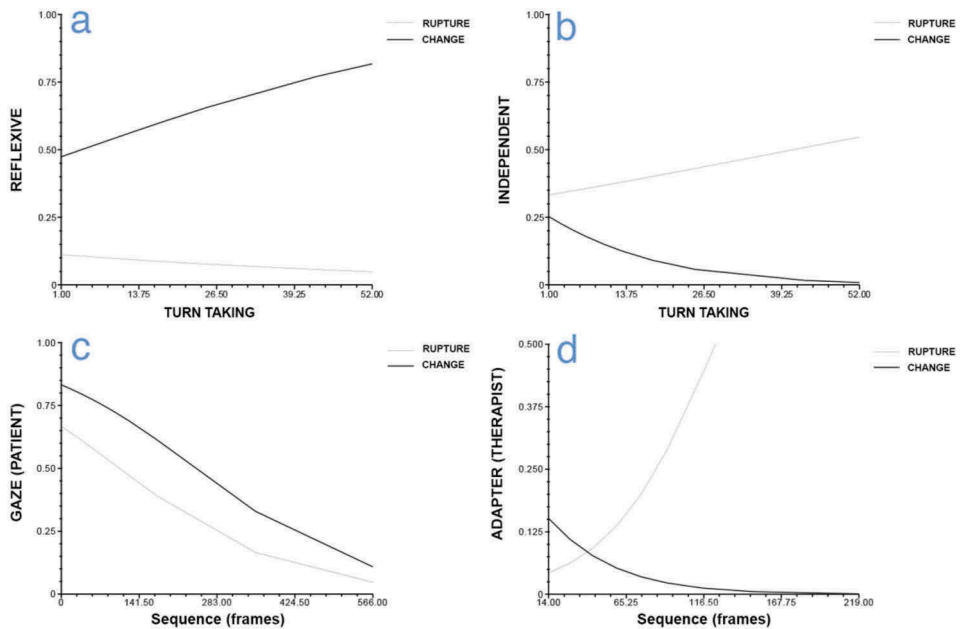 a
1.00
0.75
0.50
0.25
0
REFLEXIVE
1.00 13.75 26.50 39.25 52.00
TURN TAKING
RUPTURE
CHANGE
b
1.00
0.75
0.50
0.25
0
INDEPENDENT
1.00 13.75 26.50 39.25 52.00
TURN TAKING
RUPTURE
CHANGE
c
1.00
0.75
0.50
0.25
0
GAZE (PATIENT)
0 141.50 283.00 424.50 566.00
Sequence (frames)
RUPTURE
CHANGE
d
0.500
0.375
0.250
0.125
0
ADAPTER (THERAPIST)
14.00 65.25 116.50 167.75 219.00
Sequence (frames)
RUPTURE
CHANGE